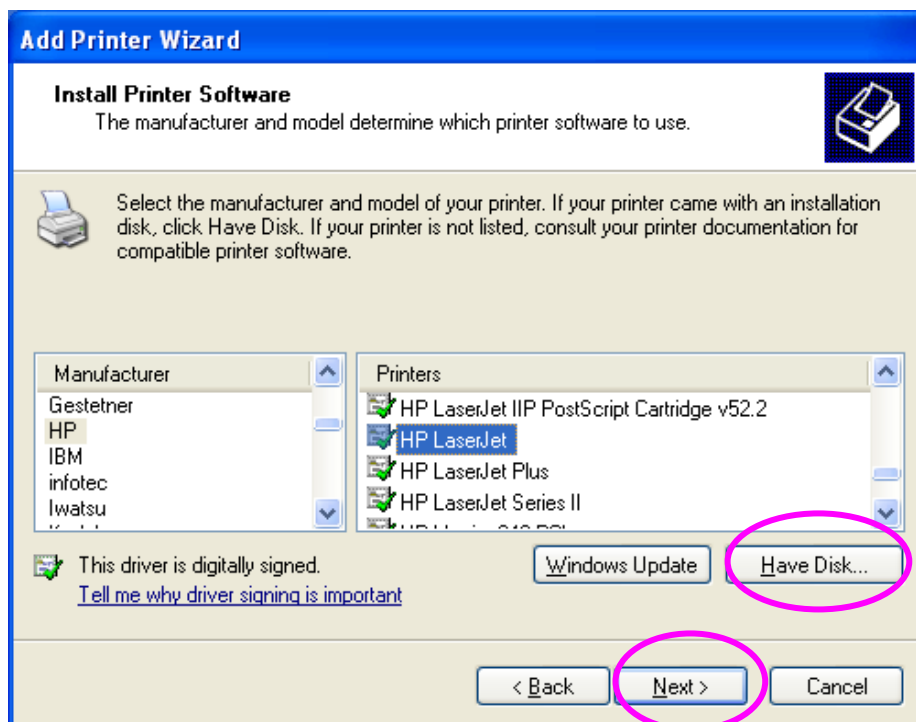 Add Printer Wizard
Install Printer Software
The manufacturer and model determine which printer software to use.
Select the manufacturer and model of your printer. If your printer came with an installation
disk, click Have Disk. If your printer is not listed, consult your printer documentation for
compatible printer software.
Manufacturer
Gestetner
HP
IBM
infotec
Iwatsu
Printers
HP LaserJet IIP PostScript Cartridge v52.2
HP LaserJet
HP LaserJet Plus
HP LaserJet Series II
This driver is digitally signed.
Tell me why driver signing is important
Windows Update
Have Disk...
< Back
Next >
Cancel